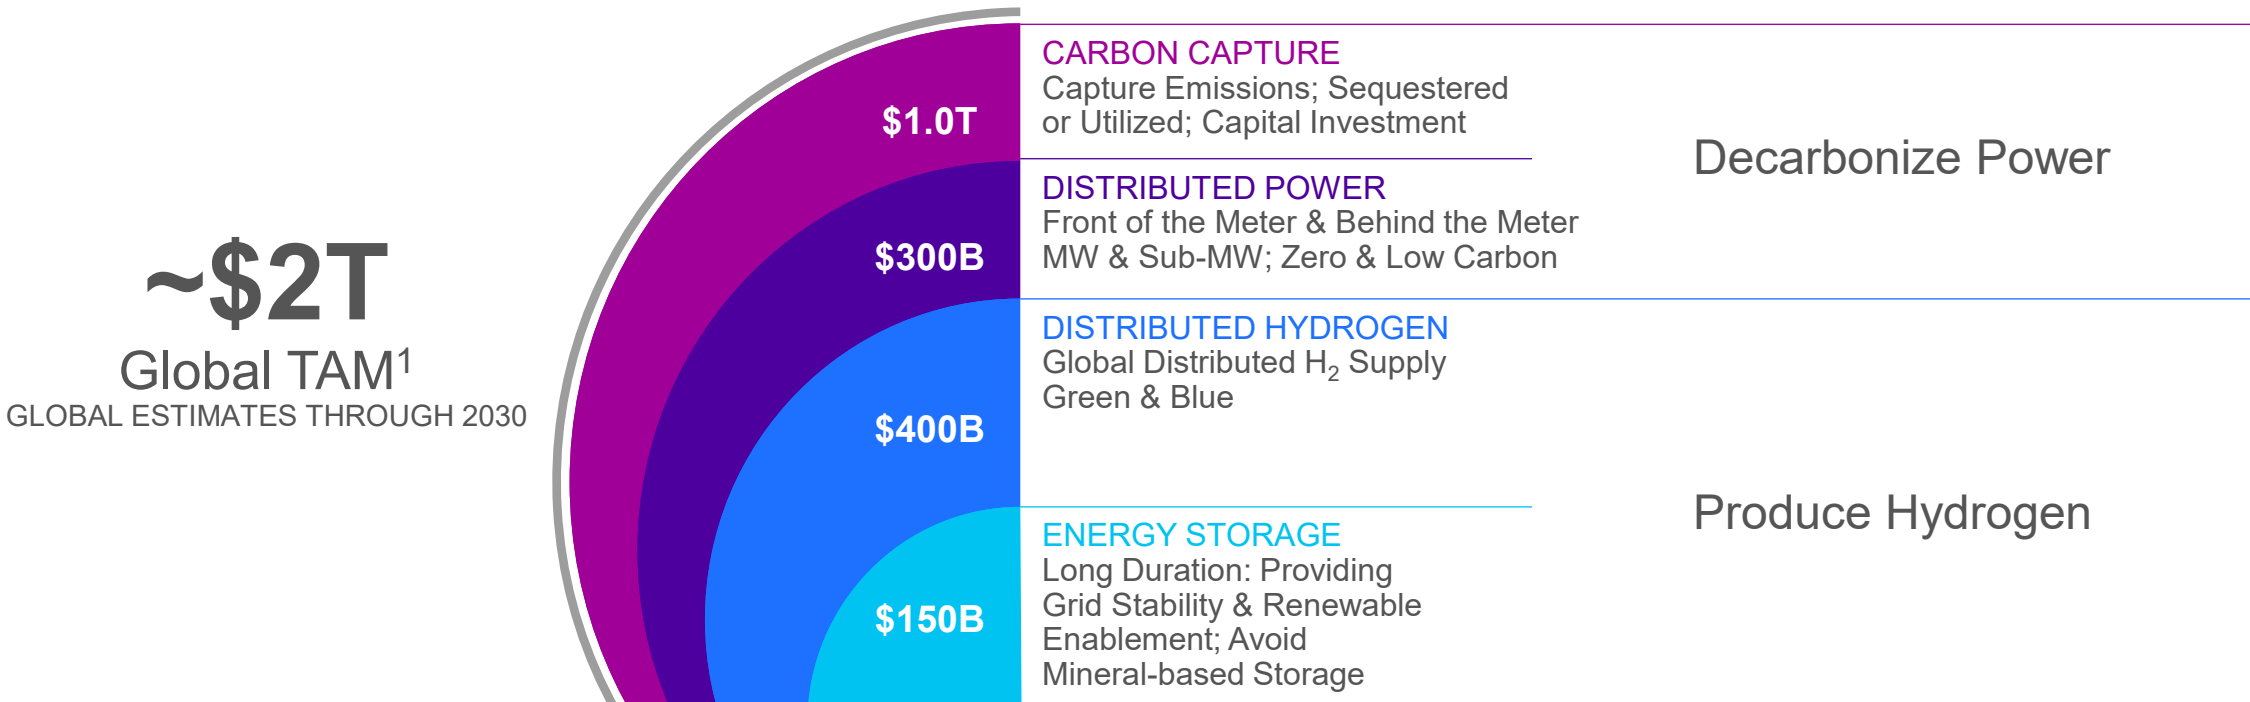 ~$2T
Global TAM1
GLOBAL ESTIMATES THROUGH 2030
$1.0T
CARBON CAPTURE
Capture Emissions; Sequestered
or Utilized; Capital Investment
$300B
DISTRIBUTED POWER
Front of the Meter & Behind the Meter
MW & Sub-MW; Zero & Low Carbon
Decarbonize Power
$400B
DISTRIBUTED HYDROGEN
Global Distributed H2 Supply
Green & Blue
$150B
ENERGY STORAGE
Long Duration: Providing
Grid Stability & Renewable
Enablement; Avoid
Mineral-based Storage
Produce Hydrogen